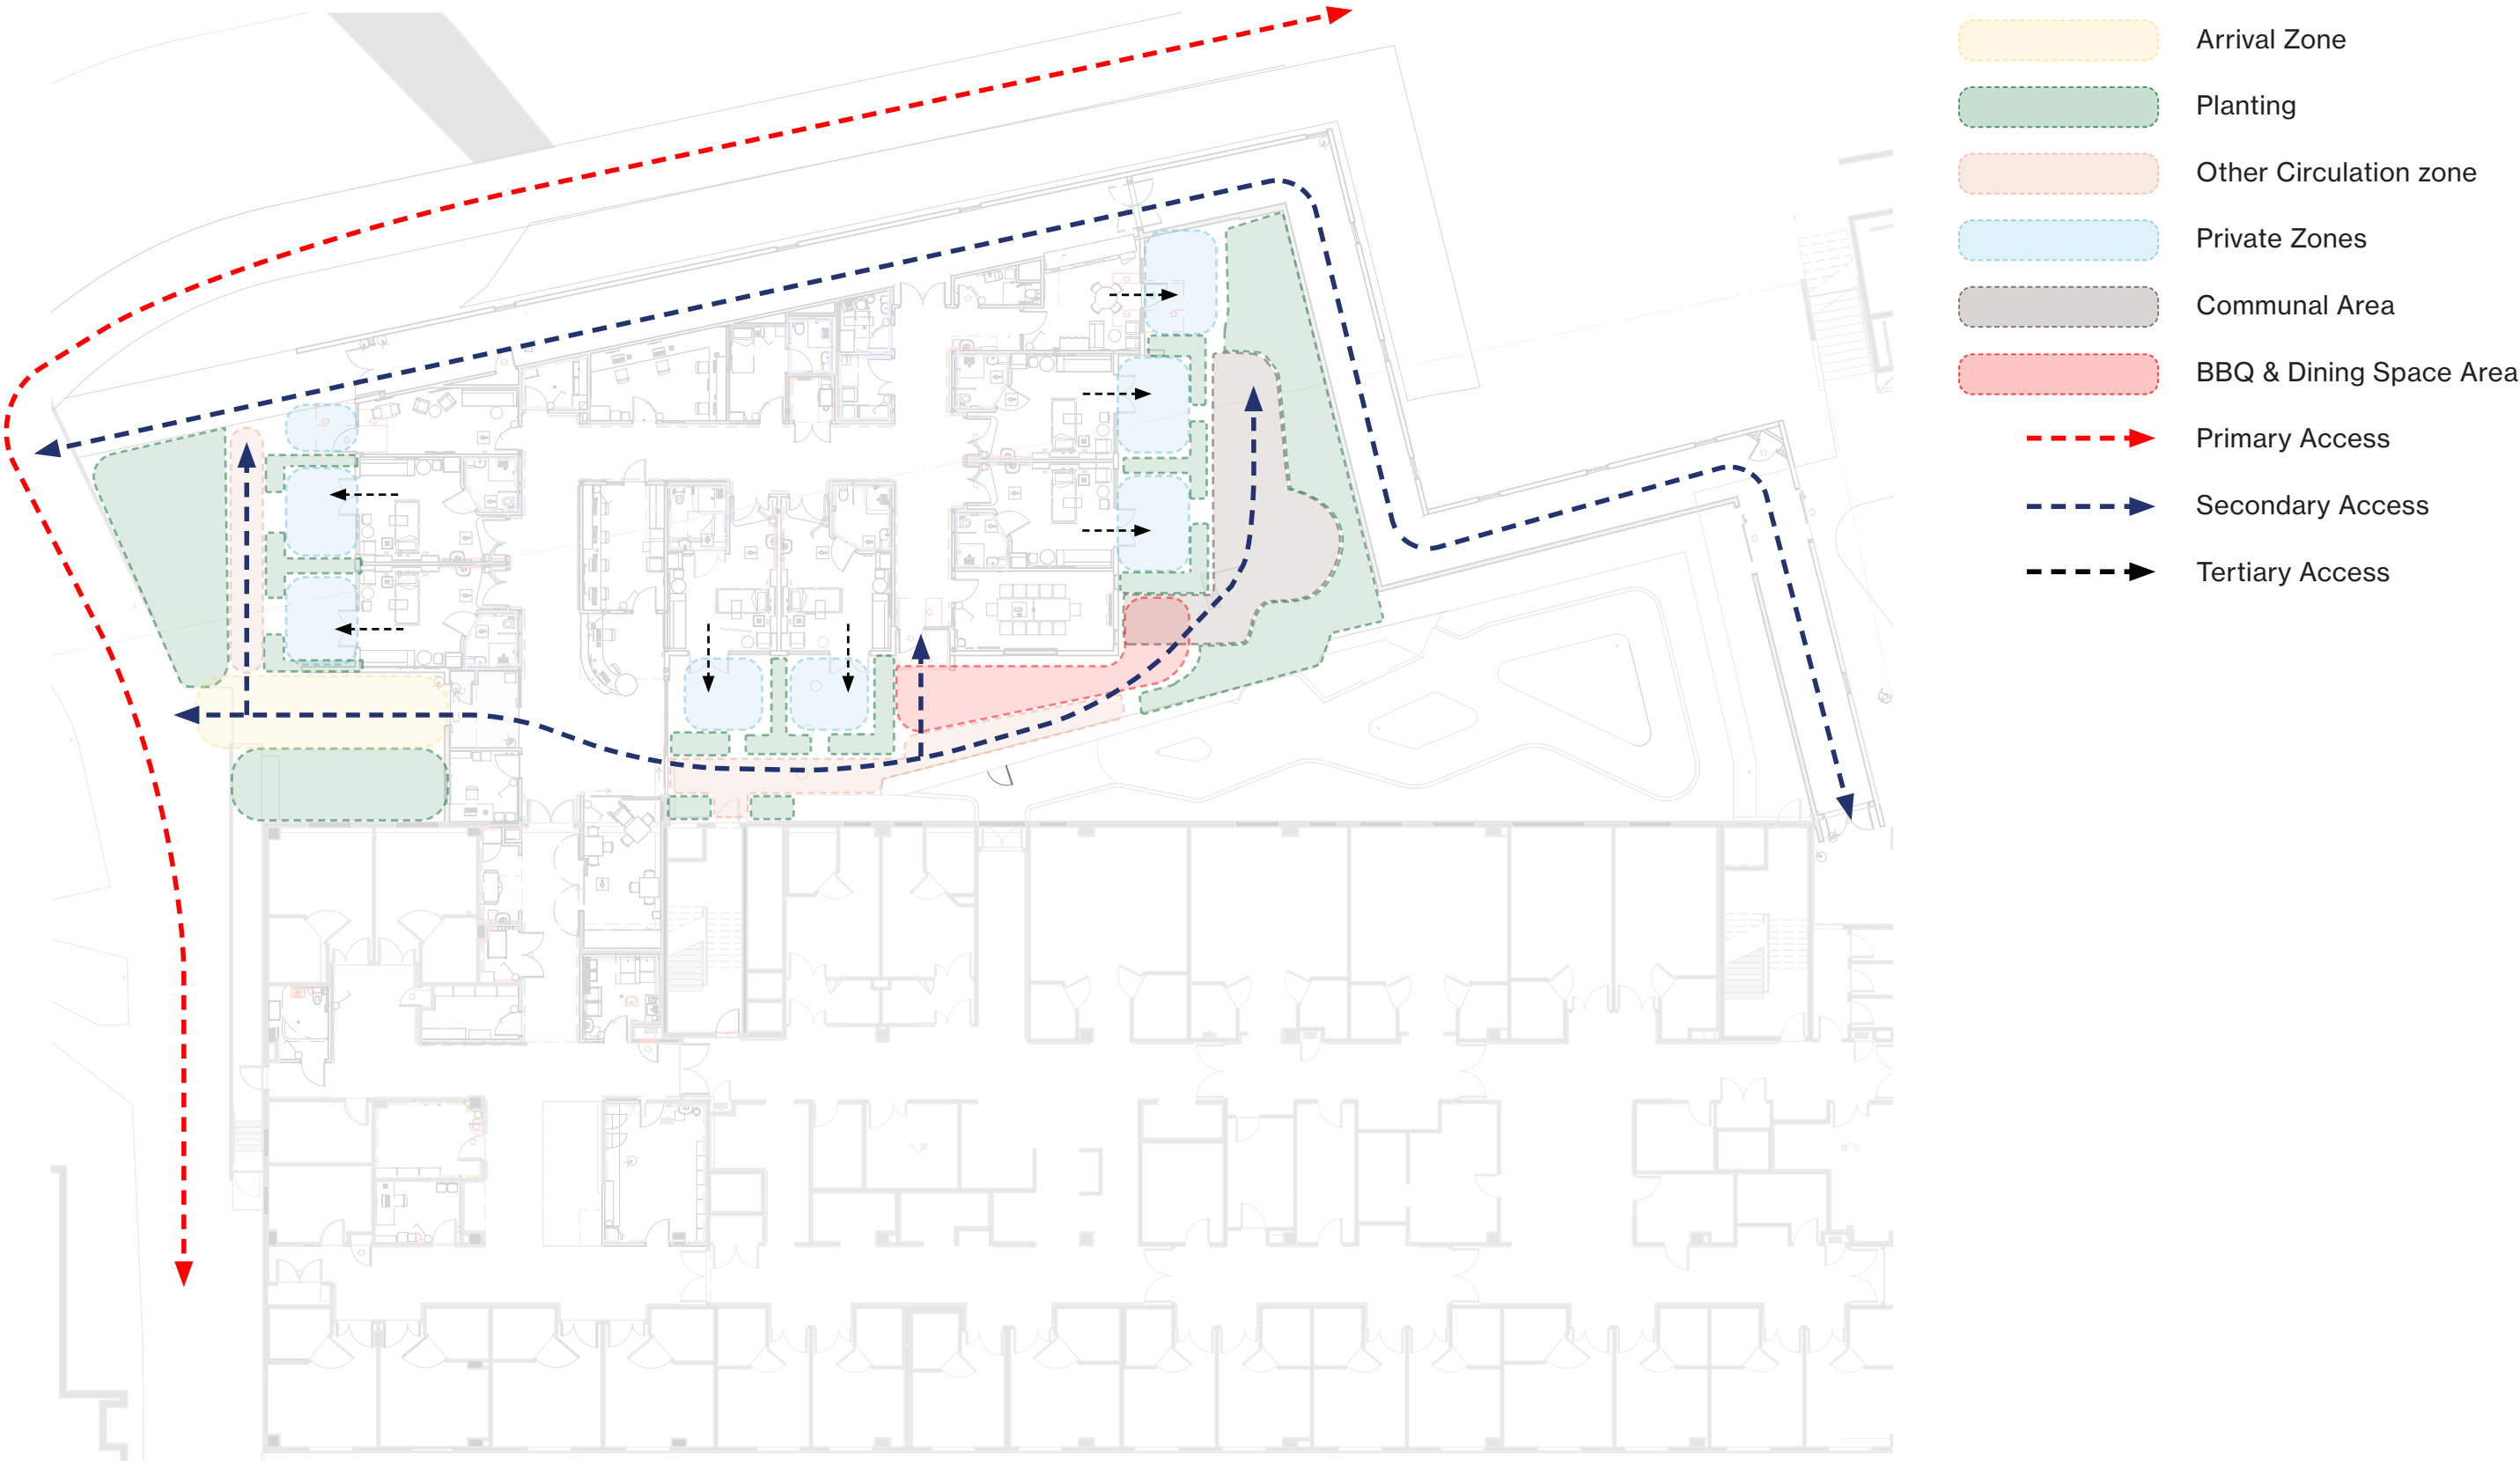 Arrival Zone
Planting
Other Circulation zone
Private Zones
Communal Area
BBQ & Dining Space Area
Primary Access
Secondary Access
Tertiary Access